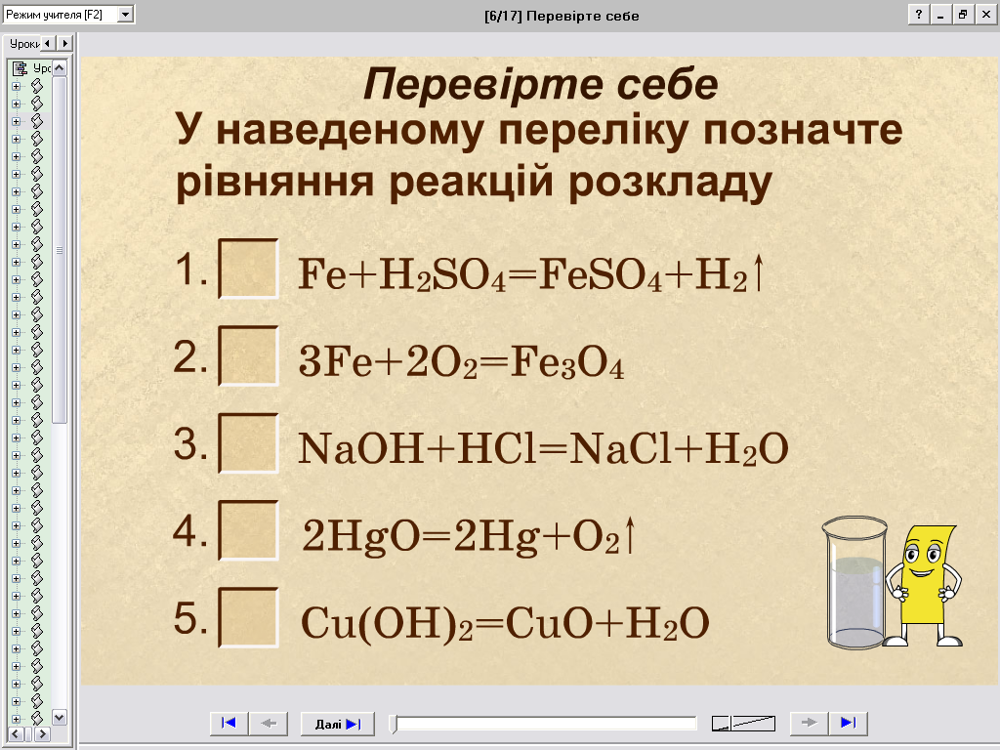 Режим учителя [F2]
[6/17] Перевірте себе
?
Уроки
Уро
Перевірте себе
У наведеному переліку позначте
рівняння реакцій розкладу
1. Fe+H₂SO₄=FeSO₄+H₂↑
2. 3Fe+2O₂=Fe₃O₄
3. NaOH+HCl=NaCl+H₂O
4. 2HgO=2Hg+O₂↑
5. Cu(OH)₂=CuO+H₂O
Далі